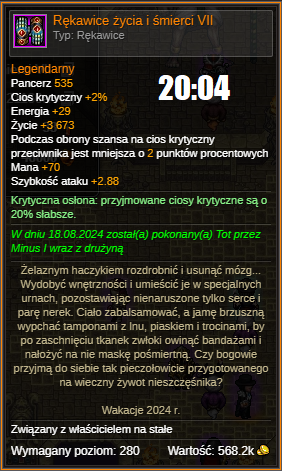 Rękawice życia i śmierci VII
Typ: Rękawice
Legendarny
20:04
Pancerz 535
Cios krytyczny +2%
Energia +29
Życie +3 673
Podczas obrony szansa na cios krytyczny
przeciwnika jest mniejsza o 2 punktów procentowych
Mana +70
Szybkość ataku +2.88
Krytyczna osłona: przyjmowane ciosy krytyczne są o
20% słabsze.
W dniu 18.08.2024 został(a) pokonany(a) Tot przez
Minus I wraz z drużyną
Żelaznym haczykiem rozdrobnić i usunąć mózg...
Wydobyć wnętrzności i umieścić je w specjalnych
urnach, pozostawiając nienaruszone tylko serce i
parę nerek. Ciało zabalsamować, a jamę brzuszną
wypchać tamponami z lnu, piaskiem i trocinami, by
po zaschnięciu tkanek zwłoki owinąć bandażami i
nałożyć na nie maskę pośmiertną. Czy bogowie
przyjmą do siebie tak pieczołowicie przygotowanego
na wieczny żywot nieszczęśnika?
Wakacje 2024 r.
Związany z właścicielem na stałe
Wymagany poziom: 280 Wartość: 568.2k